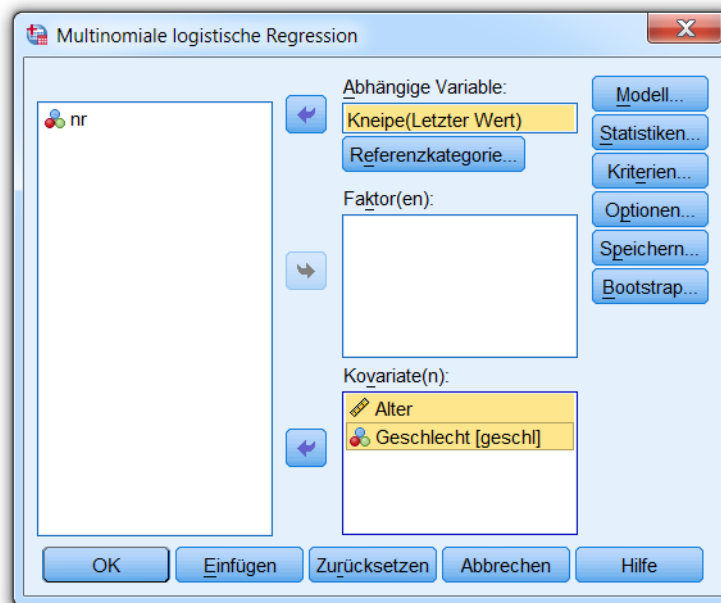 Multinomiale logistische Regression
nr
Abhängige Variable:
Kneipe(Letzter Wert)
Referenzkategorie...
Faktor(en):
Kovariate(n):
Alter
Geschlecht [geschl]
Modell...
Statistiken...
Kriterien...
Optionen...
Speichern...
Bootstrap...
OK
Einfügen
Zurücksetzen
Abbrechen
Hilfe